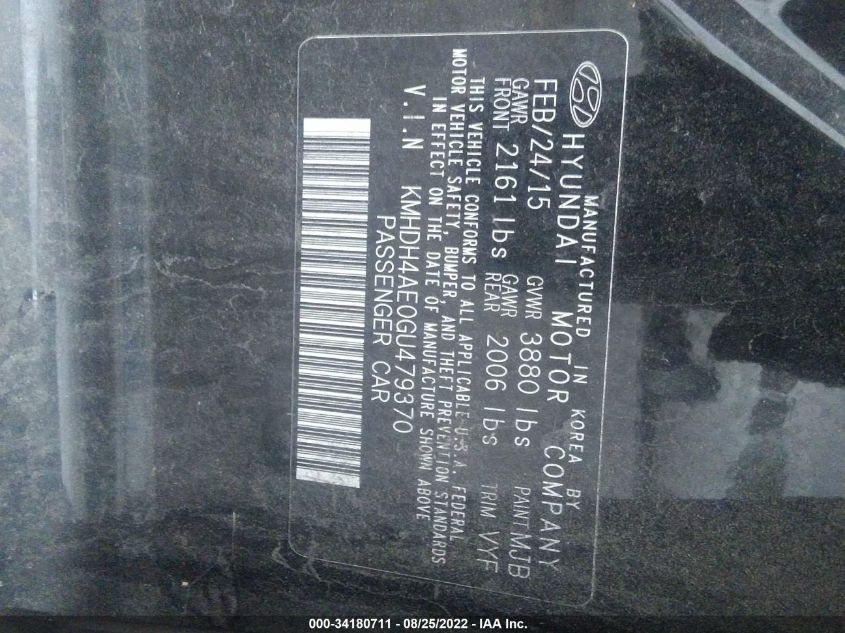 MANUFACTURED IN KOREA BY
HYUNDAI MOTOR COMPANY
FEB/24/15 GVWR 3880 lbs PAINT:MJB
GAWR FRONT 2161 lbs GAWR REAR 2006 lbs TRIM VYF
THIS VEHICLE CONFORMS TO ALL APPLICABLE U.S.A. FEDERAL
MOTOR VEHICLE SAFETY, BUMPER, AND THEFT PREVENTION STANDARDS
IN EFFECT ON THE DATE OF MANUFACTURE SHOWN ABOVE
V.I.N KMHDH4AE0GU479370
PASSENGER CAR
000-34180711 - 08/25/2022 - IAA Inc.